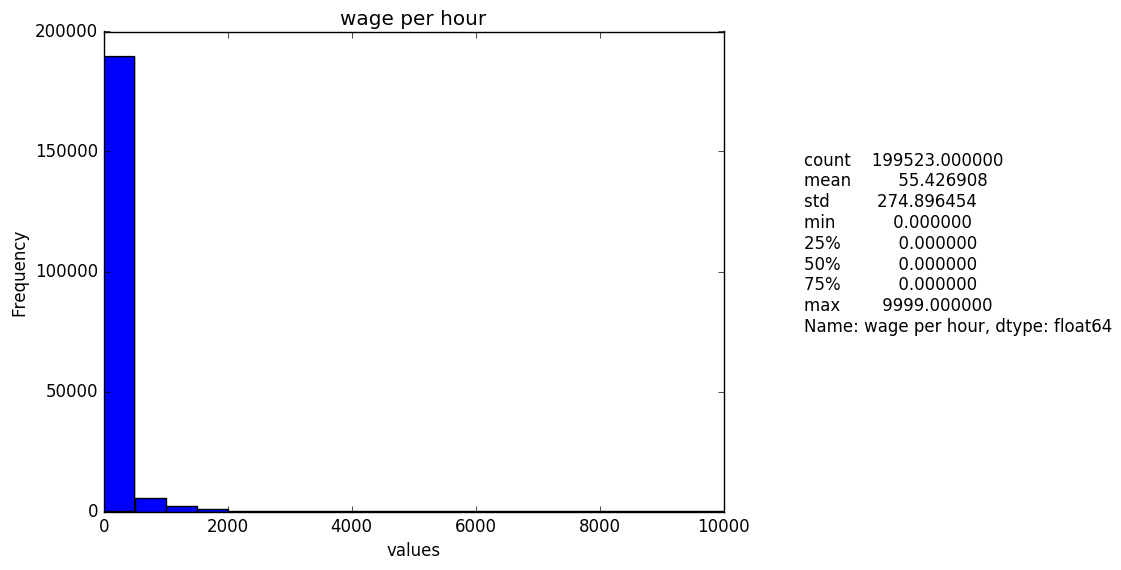 wage per hour
200000
150000
100000
50000
0
Frequency
0 2000 4000 6000 8000 10000
values
count 199523.000000
mean 55.426908
std 274.896454
min 0.000000
25% 0.000000
50% 0.000000
75% 0.000000
max 9999.000000
Name: wage per hour, dtype: float64